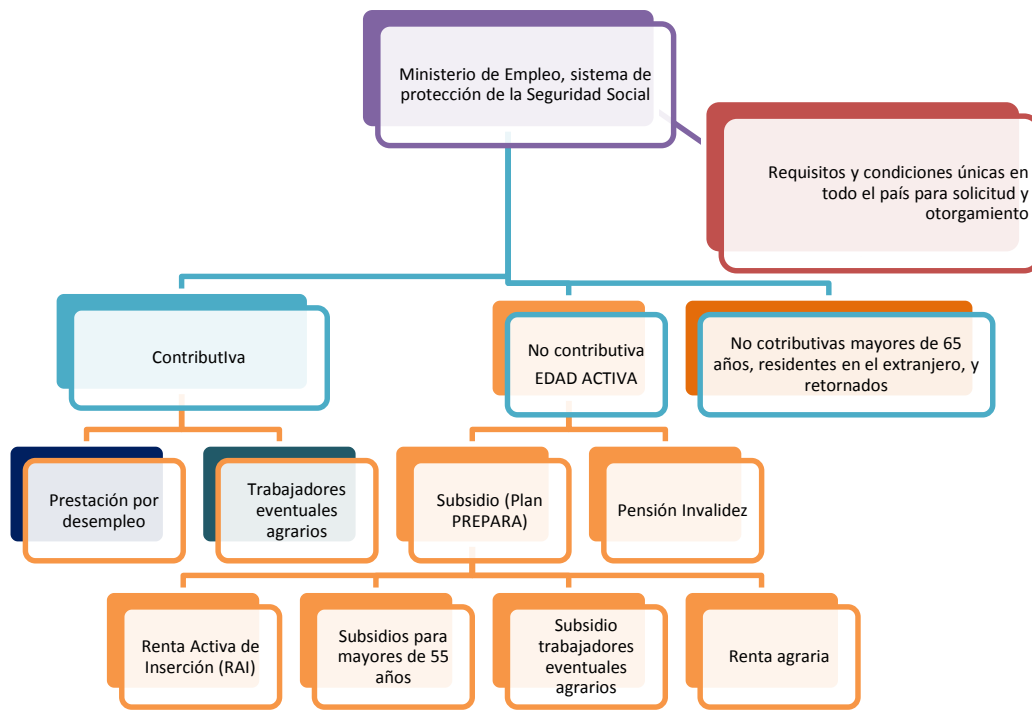 Ministerio de Empleo, sistema de
protección de la Seguridad Social
Requisitos y condiciones únicas en
todo el país para solicitud y
otorgamiento
ContributIva
No contributiva
EDAD ACTIVA
No cotributivas mayores de 65
años, residentes en el extranjero, y
retornados
Prestación por
desempleo
Trabajadores
eventuales
agrarios
Subsidio (Plan
PREPARA)
Pensión Invalidez
Renta Activa de
Inserción (RAI)
Subsidios para
mayores de 55
años
Subsidio
trabajadores
eventuales
agrarios
Renta agraria